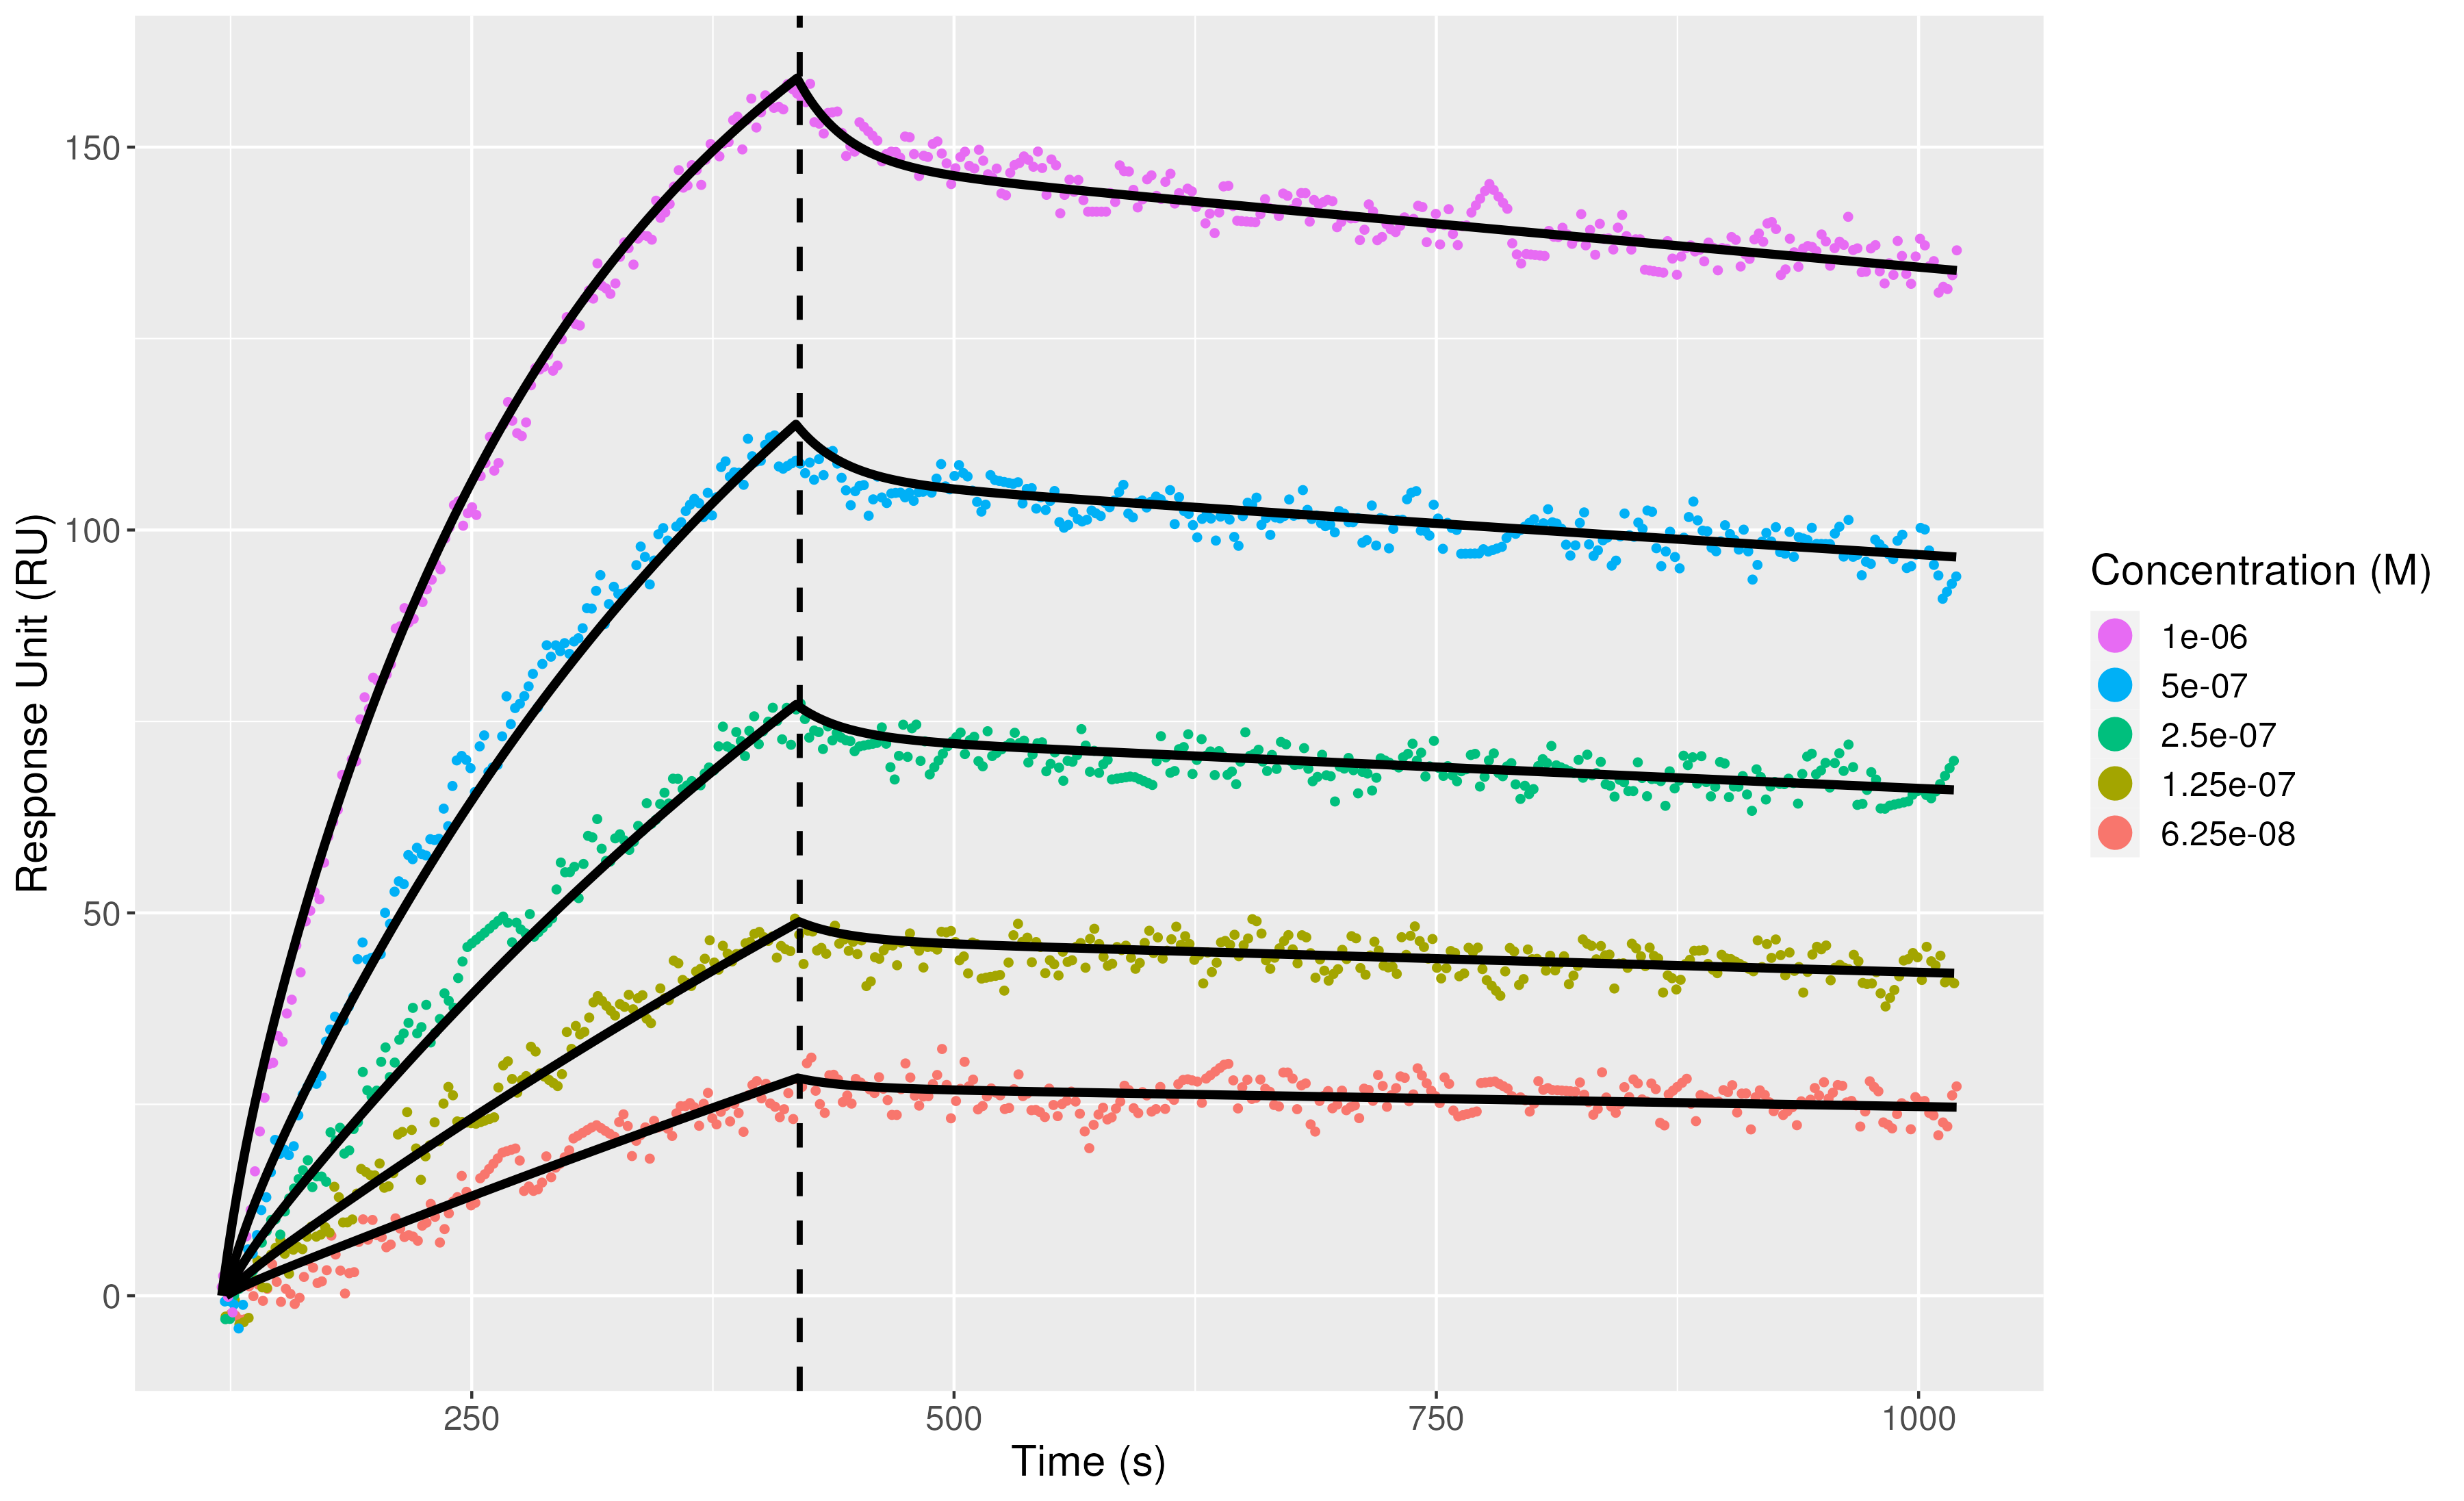 150
100
50
0
Response Unit (RU)
250
500
750
1000
Time (s)
Concentration (M)
1e-06
5e-07
2.5e-07
1.25e-07
6.25e-08